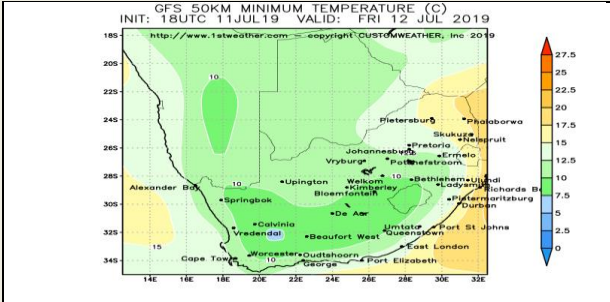 GFS 50KM MINIMUM TEMPERATURE (C)
INIT: 18UTC 11JUL19 VALID: FRI 12 JUL 2019
http://www.1stweather.com - copyright CUSTOMWEATHER, Inc 2019
18S
20S
22S
24S
26S
28S
30S
32S
34S
14E
16E
18E
20E
22E
24E
26E
28E
30E
32E
27.5
25
22.5
20
17.5
15
12.5
10
7.5
5
2.5
0
10
Pietersburg
Phalaborwa
Skukuza
Nelspruit
Pretoria
Johannesburg
Ermelo
Vryburg
Potchefstroom
10
Alexander Bay
10
Upington
Welkom
Bethlehem
Ulundi
Kimberley
Ladysmith
Richards Ba
Bloemfontein
Springbok
Pietermaritzburg
Durban
De Aar
Calvinia
Vredendal
Beaufort West
Umtata
Port St Johns
Queenstown
15
East London
Worcester
Oudtshoorn
Cape Town
10
George
Port Elizabeth